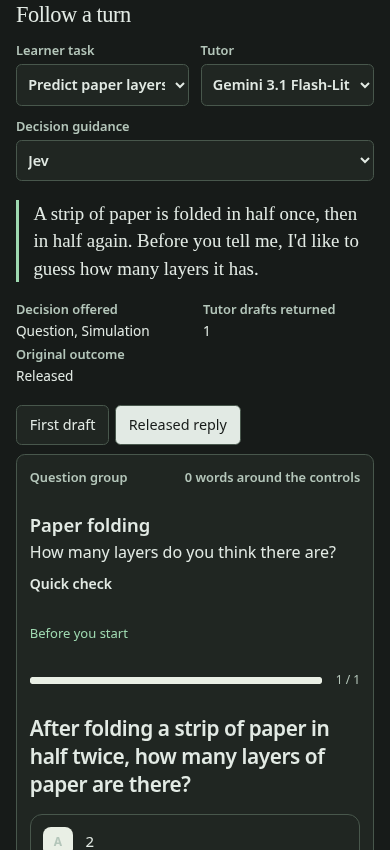 Follow a turn
Learner task
Tutor
Predict paper layers
Gemini 3.1 Flash-Lit
Decision guidance
Jev
A strip of paper is folded in half once, then
in half again. Before you tell me, I'd like to
guess how many layers it has.
Decision offered
Tutor drafts returned
Question, Simulation
1
Original outcome
Released
First draft
Released reply
Question group
0 words around the controls
Paper folding
How many layers do you think there are?
Quick check
Before you start
1 / 1
After folding a strip of paper in
half twice, how many layers of
paper are there?
A
2